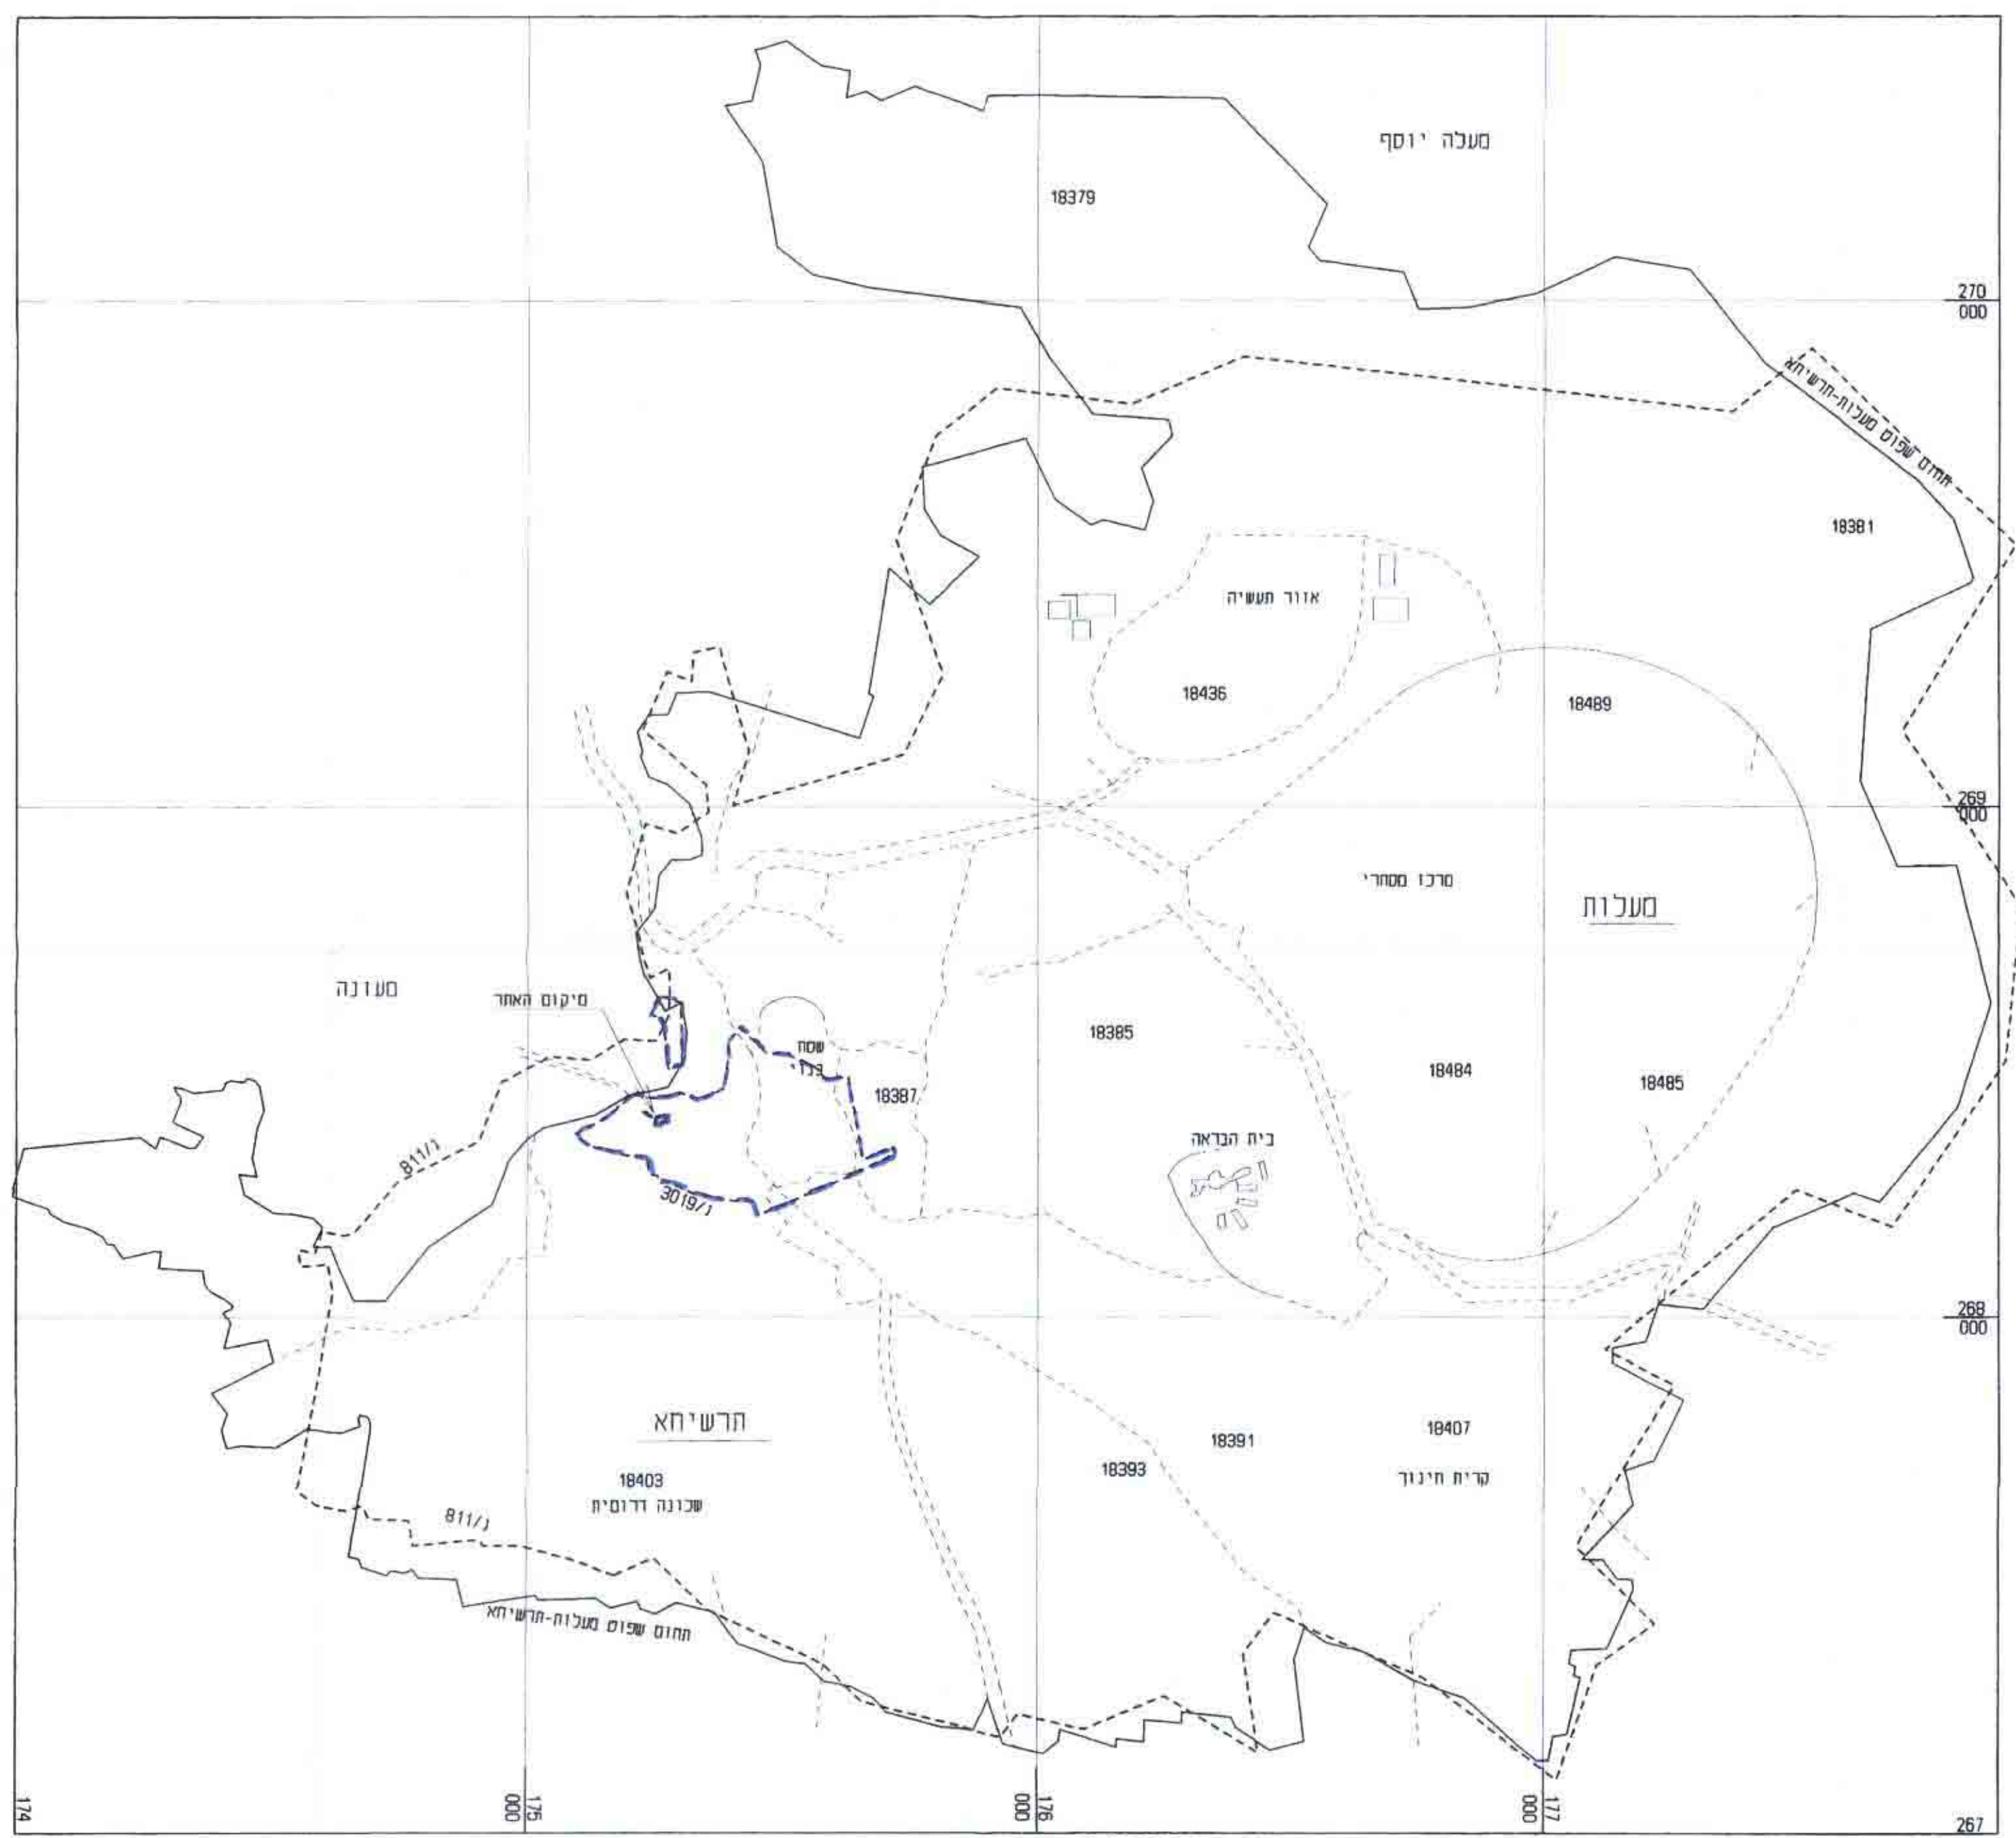 מעלה יוסף
18379
270
000
תחום שפוט מעלות-תרשיחא
18381
אזור תעשיה
18436
18489
269
000
מרכז מסחרי
מעלות
מעונה
מיקום האתר
18385
שטח
בנוי
18387
18484
18485
בית הבראה
ג/811
ג/3019
268
000
תרשיחא
18403
שכונה דרומית
18393
18391
18407
קרית חינוך
ג/811
תחום שפוט מעלות-תרשיחא
174
175
000
176
000
177
000
267